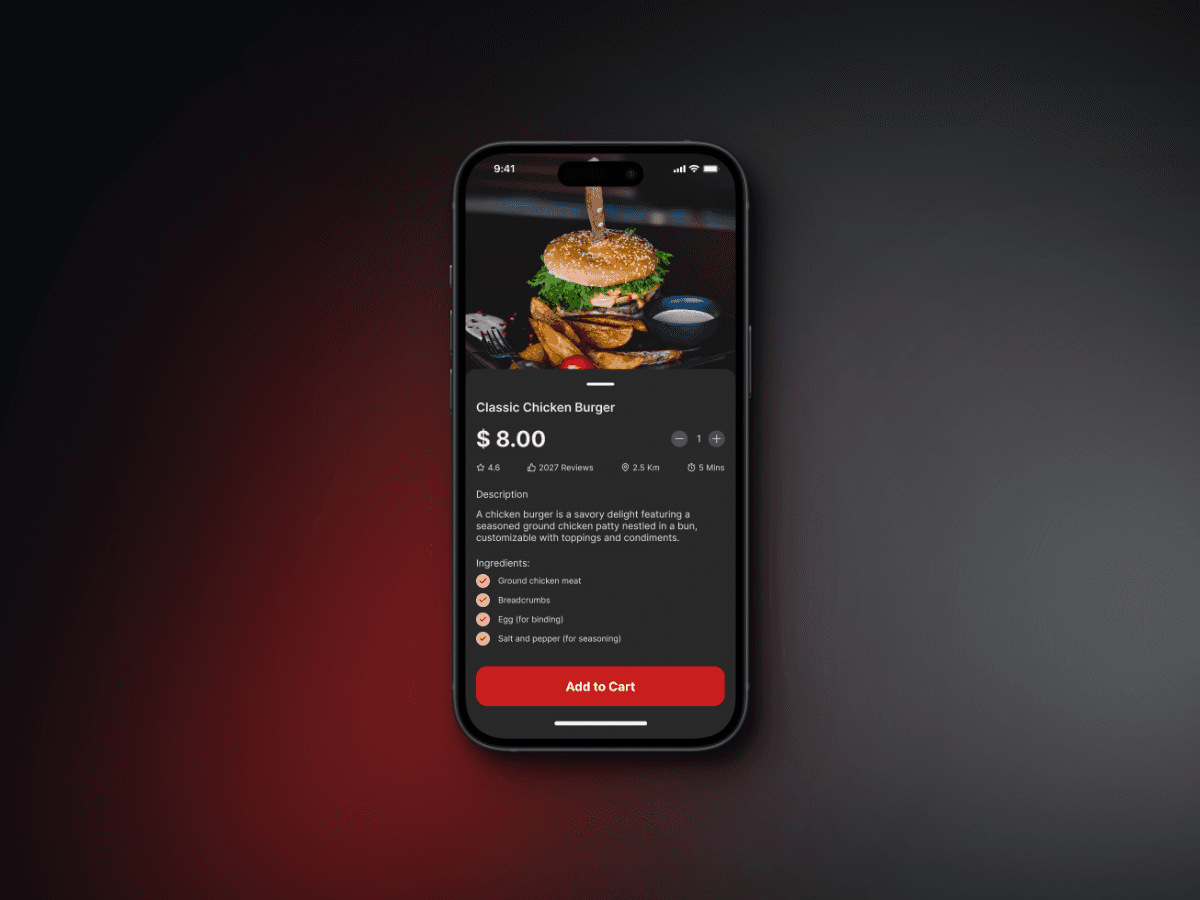 9:41
Classic Chicken Burger
$ 8.00
1
4.6 2027 Reviews 2.5 Km 5 Mins
Description
A chicken burger is a savory delight featuring a
seasoned ground chicken patty nestled in a bun,
customizable with toppings and condiments.
Ingredients:
Ground chicken meat
Breadcrumbs
Egg (for binding)
Salt and pepper (for seasoning)
Add to Cart